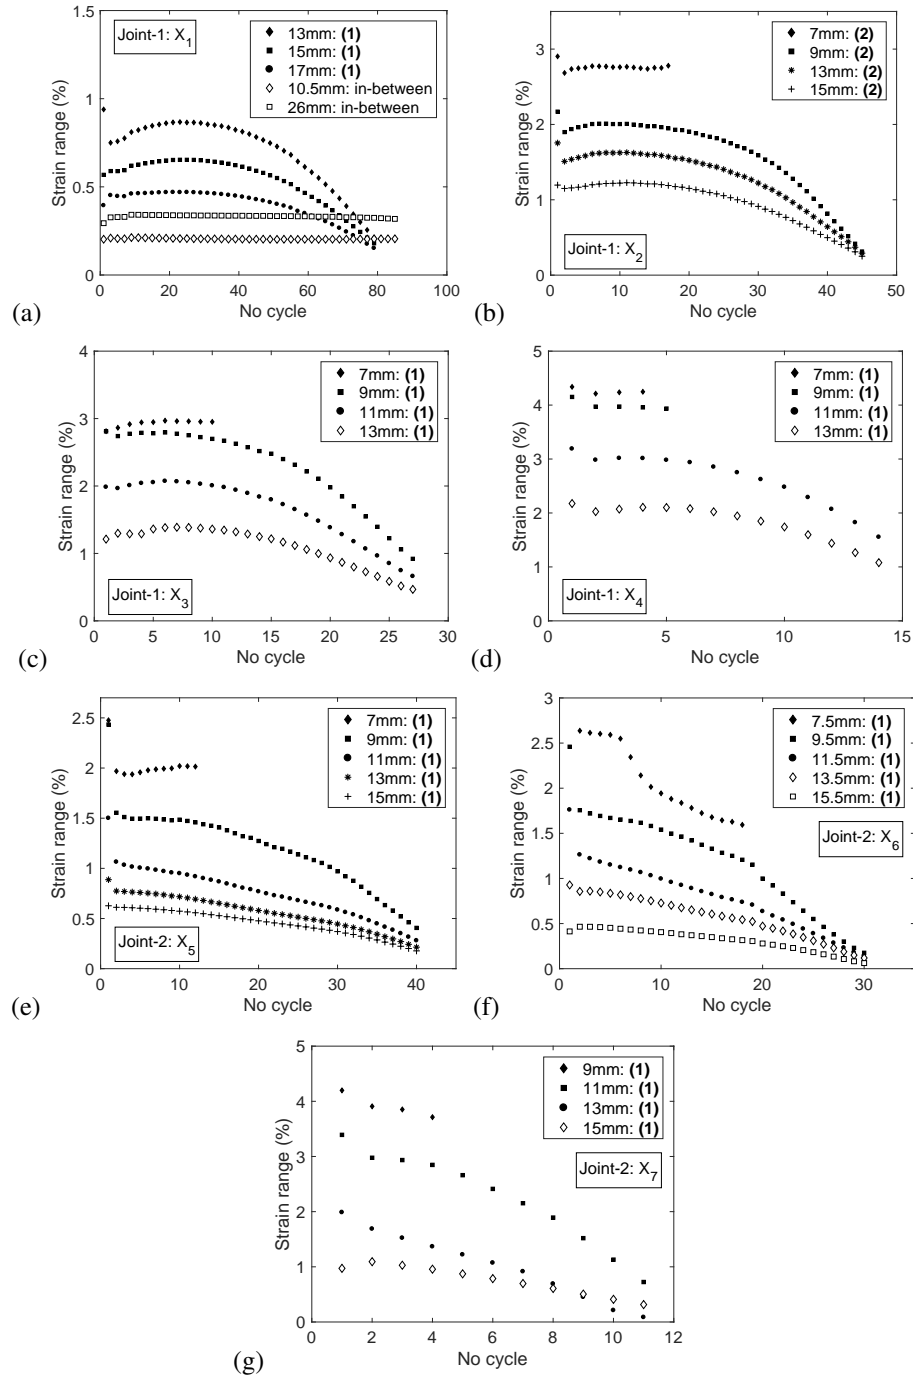 Joint-1: X1
13mm: (1)
15mm: (1)
17mm: (1)
10.5mm: in-between
26mm: in-between
Strain range (%)
0
0.5
1
1.5
0 20 40 60 80 100
No cycle
(a)
7mm: (2)
9mm: (2)
13mm: (2)
15mm: (2)
Joint-1: X2
Strain range (%)
0
1
2
3
0 10 20 30 40 50
No cycle
(b)
7mm: (1)
9mm: (1)
11mm: (1)
13mm: (1)
Joint-1: X3
Strain range (%)
0
1
2
3
4
0 5 10 15 20 25 30
No cycle
(c)
7mm: (1)
9mm: (1)
11mm: (1)
13mm: (1)
Joint-1: X4
Strain range (%)
0
1
2
3
4
5
0 5 10 15
No cycle
(d)
7mm: (1)
9mm: (1)
11mm: (1)
13mm: (1)
15mm: (1)
Joint-2: X5
Strain range (%)
0
0.5
1
1.5
2
2.5
0 10 20 30 40
No cycle
(e)
7.5mm: (1)
9.5mm: (1)
11.5mm: (1)
13.5mm: (1)
15.5mm: (1)
Joint-2: X6
Strain range (%)
0
0.5
1
1.5
2
2.5
3
0 10 20 30
No cycle
(f)
9mm: (1)
11mm: (1)
13mm: (1)
15mm: (1)
Joint-2: X7
Strain range (%)
0
1
2
3
4
5
0 2 4 6 8 10 12
No cycle
(g)